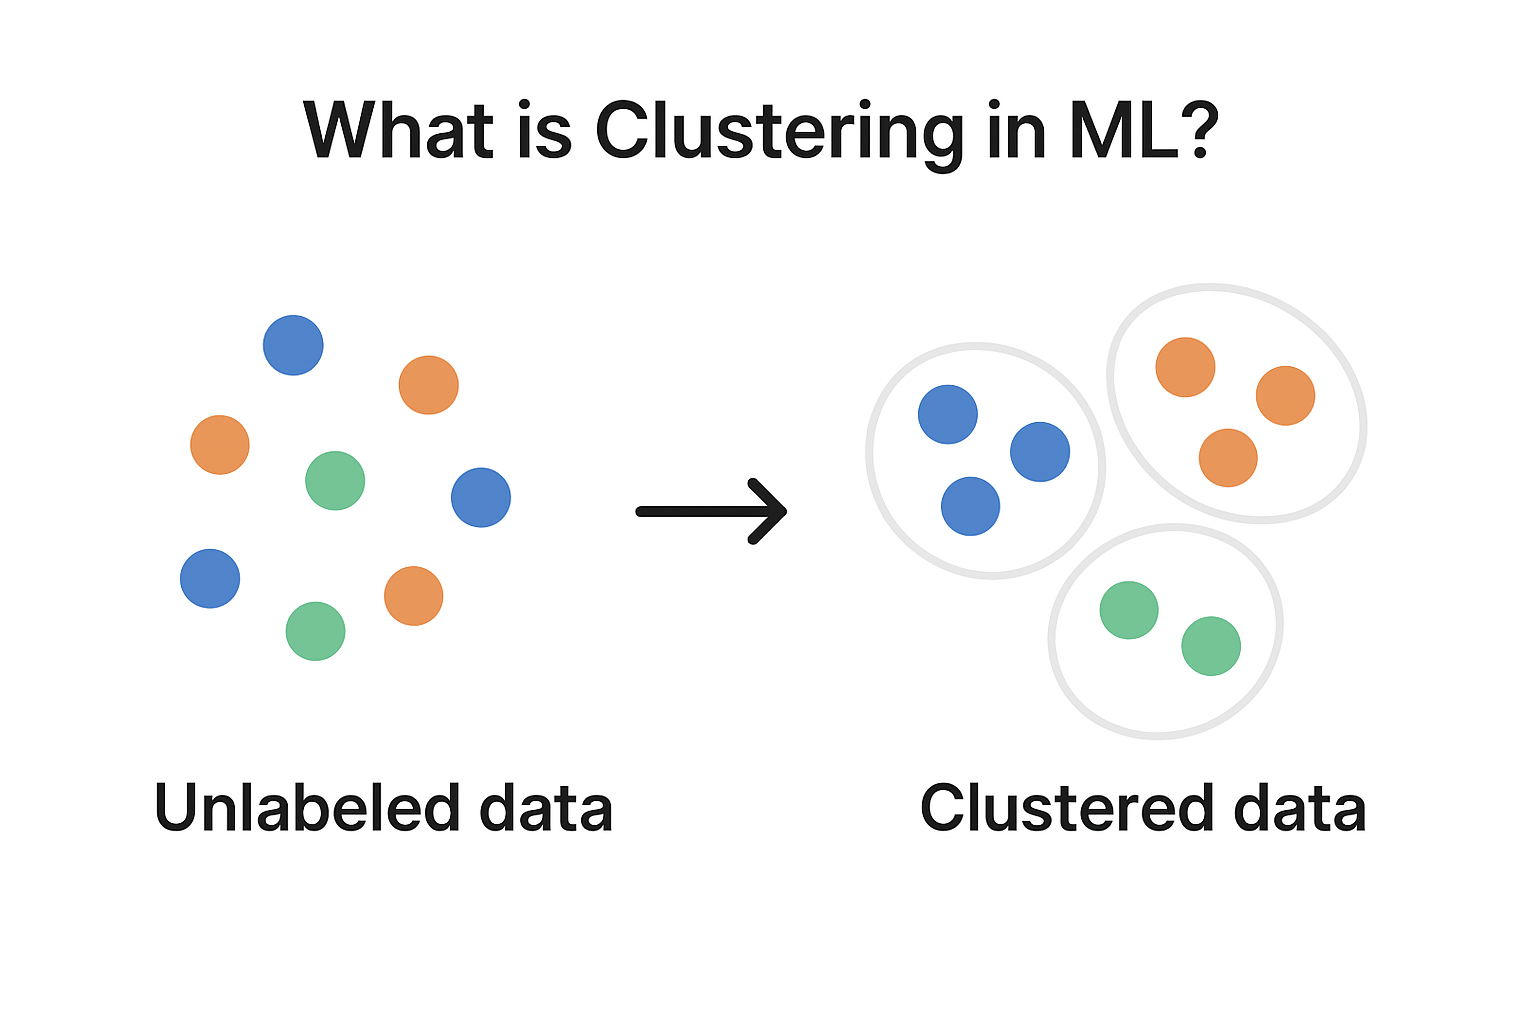 What is Clustering in ML?
Unlabeled data
Clustered data